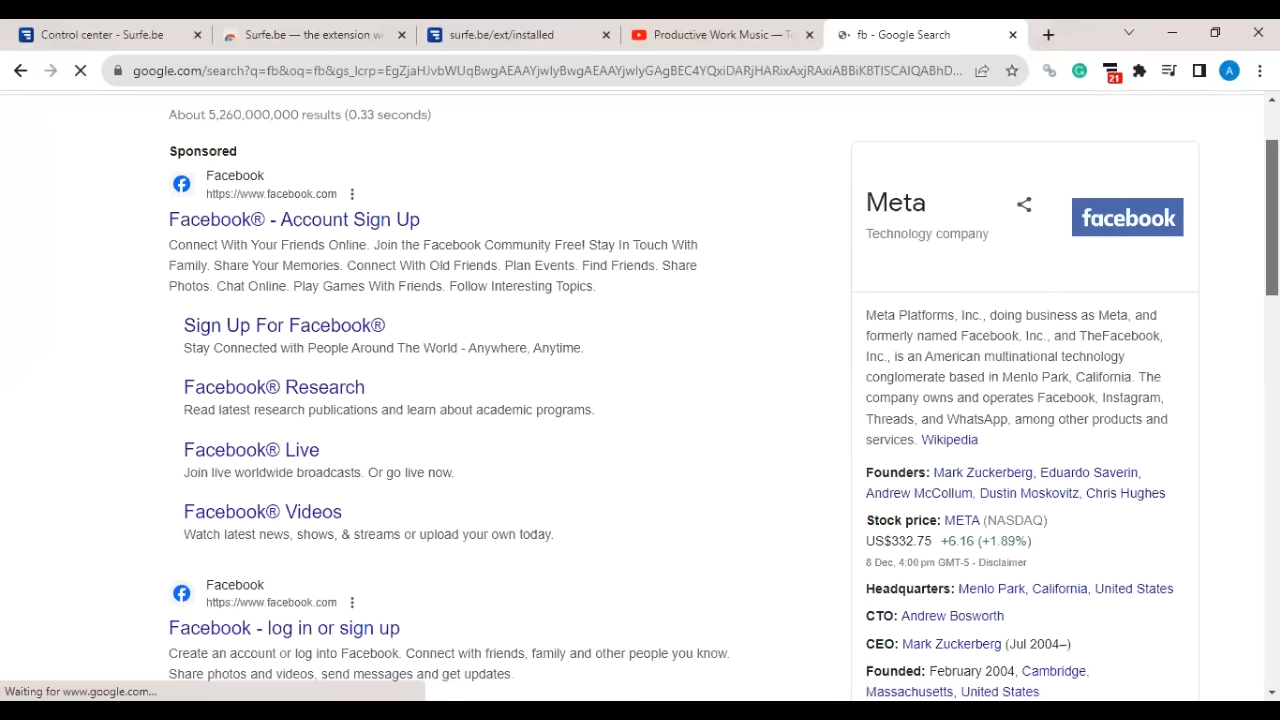 Control center - Surfe.be
Surfe.be — the extension w
surfe.be/ext/installed
Productive Work Music — T
fb - Google Search
google.com/search?q=fb&oq=fb&gs_lcrp=EgZjaHJvbWUqBwgAEAAYjwIyBwgAEAAYjwIyGAgBEC4YQxiDARjHARixAxjRAxiABBiKBTISCAIQABhD...
21
A
About 5,260,000,000 results (0.33 seconds)
Sponsored
Facebook
https://www.facebook.com
Facebook® - Account Sign Up
Connect With Your Friends Online. Join the Facebook Community Free! Stay In Touch With
Family. Share Your Memories. Connect With Old Friends. Plan Events. Find Friends. Share
Photos. Chat Online. Play Games With Friends. Follow Interesting Topics.
Sign Up For Facebook®
Stay Connected with People Around The World - Anywhere, Anytime.
Facebook® Research
Read latest research publications and learn about academic programs.
Facebook® Live
Join live worldwide broadcasts. Or go live now.
Facebook® Videos
Watch latest news, shows, & streams or upload your own today.
Facebook
https://www.facebook.com
Facebook - log in or sign up
Create an account or log into Facebook. Connect with friends, family and other people you know.
Share photos and videos, send messages and get updates.
Waiting for www.google.com...
Meta
Technology company
facebook
Meta Platforms, Inc., doing business as Meta, and
formerly named Facebook, Inc., and TheFacebook,
Inc., is an American multinational technology
conglomerate based in Menlo Park, California. The
company owns and operates Facebook, Instagram,
Threads, and WhatsApp, among other products and
services. Wikipedia
Founders: Mark Zuckerberg, Eduardo Saverin,
Andrew McCollum, Dustin Moskovitz, Chris Hughes
Stock price: META (NASDAQ)
US$332.75 +6.16 (+1.89%)
8 Dec, 4:00 pm GMT-5 - Disclaimer
Headquarters: Menlo Park, California, United States
CTO: Andrew Bosworth
CEO: Mark Zuckerberg (Jul 2004–)
Founded: February 2004, Cambridge,
Massachusetts, United States